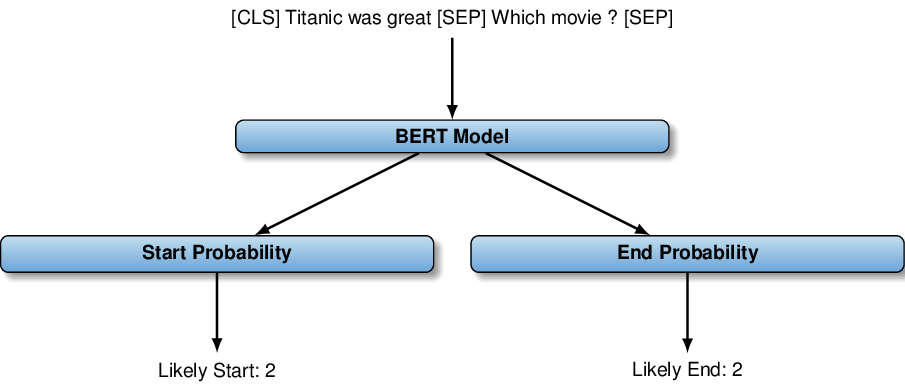 [CLS] Titanic was great [SEP] Which movie ? [SEP]
BERT Model
Start Probability
End Probability
Likely Start: 2
Likely End: 2